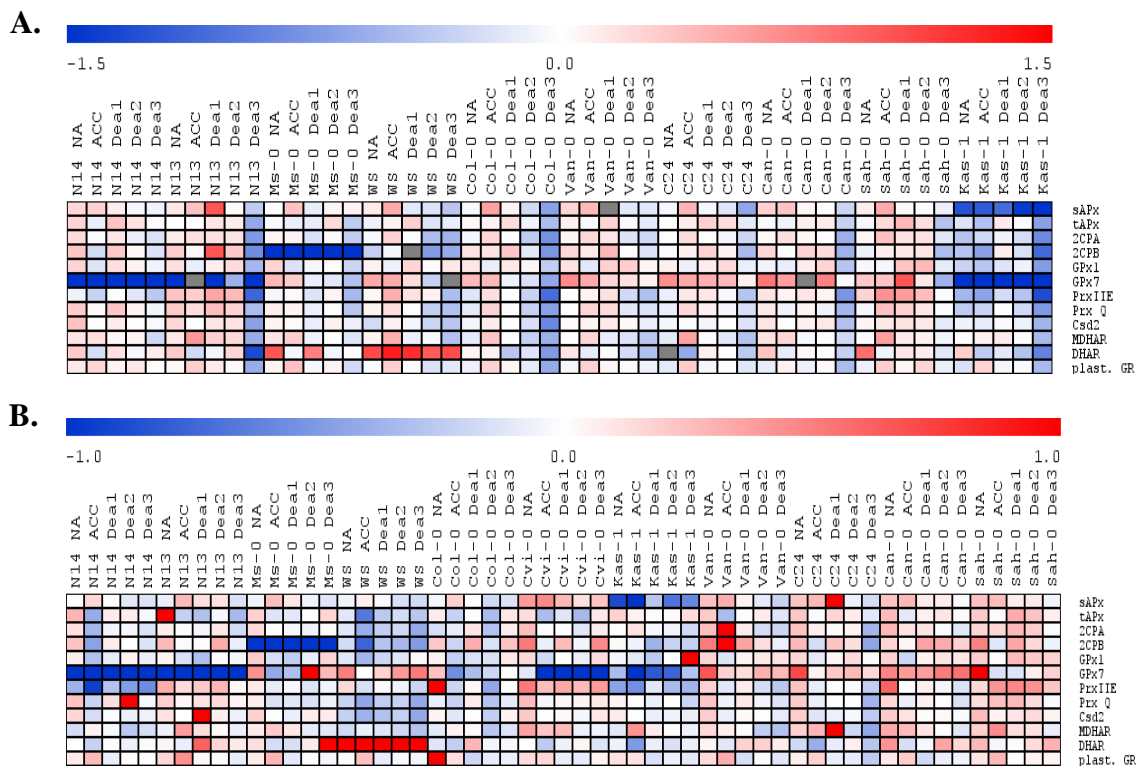 A.
-1.5 0.0 1.5
N14 NA
N14 ACC
N14 Dea1
N14 Dea2
N14 Dea3
N13 NA
N13 ACC
N13 Dea1
N13 Dea2
N13 Dea3
Ms-0 NA
Ms-0 ACC
Ms-0 Dea1
Ms-0 Dea2
Ms-0 Dea3
WS NA
WS ACC
WS Dea1
WS Dea2
WS Dea3
Col-0 NA
Col-0 ACC
Col-0 Dea1
Col-0 Dea2
Col-0 Dea3
Van-0 NA
Van-0 ACC
Van-0 Dea1
Van-0 Dea2
Van-0 Dea3
C24 NA
C24 ACC
C24 Dea1
C24 Dea2
C24 Dea3
Can-0 NA
Can-0 ACC
Can-0 Dea1
Can-0 Dea2
Can-0 Dea3
Sah-0 NA
Sah-0 ACC
Sah-0 Dea1
Sah-0 Dea2
Sah-0 Dea3
Kas-1 NA
Kas-1 ACC
Kas-1 Dea1
Kas-1 Dea2
Kas-1 Dea3
sAPx
tAPx
2CPA
2CPB
GPx1
GPx7
PrxIIE
Prx Q
Csd2
MDHAR
DHAR
plast. GR
B.
-1.0 0.0 1.0
N14 NA
N14 ACC
N14 Dea1
N14 Dea2
N14 Dea3
N13 NA
N13 ACC
N13 Dea1
N13 Dea2
N13 Dea3
Ms-0 NA
Ms-0 ACC
Ms-0 Dea1
Ms-0 Dea2
Ms-0 Dea3
WS NA
WS ACC
WS Dea1
WS Dea2
WS Dea3
Col-0 NA
Col-0 ACC
Col-0 Dea1
Col-0 Dea2
Col-0 Dea3
Cvi-0 NA
Cvi-0 ACC
Cvi-0 Dea1
Cvi-0 Dea2
Cvi-0 Dea3
Kas-1 NA
Kas-1 ACC
Kas-1 Dea1
Kas-1 Dea2
Kas-1 Dea3
Van-0 NA
Van-0 ACC
Van-0 Dea1
Van-0 Dea2
Van-0 Dea3
C24 NA
C24 ACC
C24 Dea1
C24 Dea2
C24 Dea3
Can-0 NA
Can-0 ACC
Can-0 Dea1
Can-0 Dea2
Can-0 Dea3
Sah-0 NA
Sah-0 ACC
Sah-0 Dea1
Sah-0 Dea2
Sah-0 Dea3
sAPx
tAPx
2CPA
2CPB
GPx1
GPx7
PrxIIE
Prx Q
Csd2
MDHAR
DHAR
plast. GR